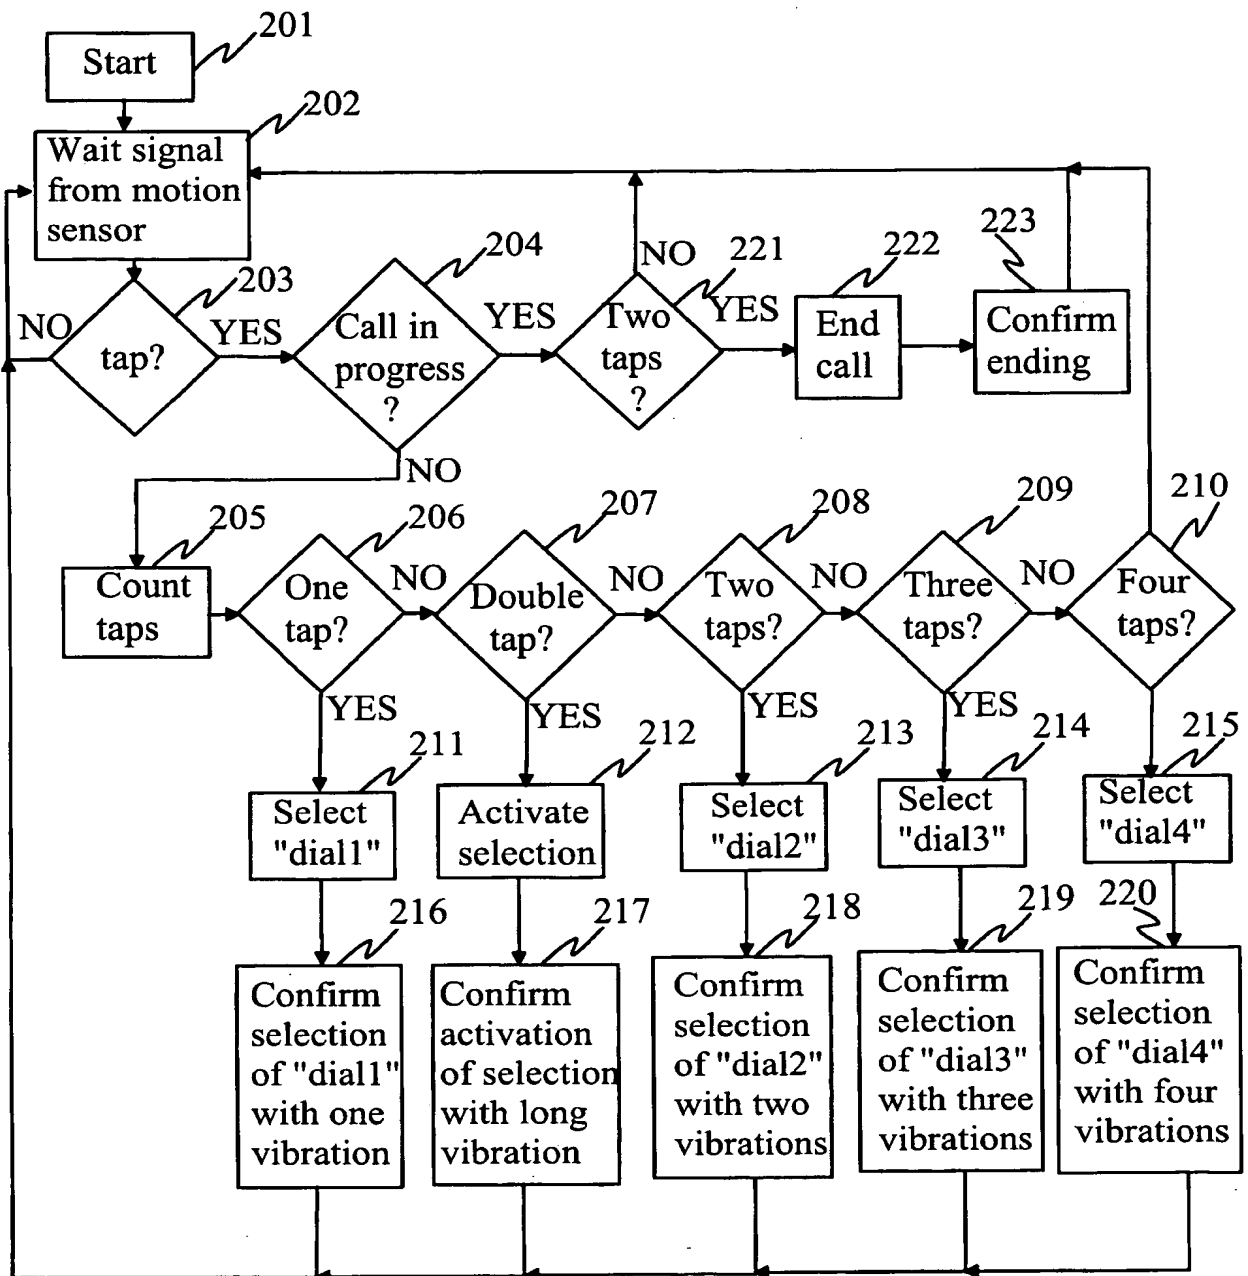 201
Start
202
Wait signal
from motion
sensor
203
NO
tap?
YES
204
Call in
progress
?
YES
NO
NO
221
Two
taps
?
YES
222
End
call
223
Confirm
ending
205
Count
taps
206
One
tap?
NO
YES
207
Double
tap?
NO
YES
208
Two
taps?
NO
YES
209
Three
taps?
NO
YES
210
Four
taps?
211
Select
"dial1"
212
Activate
selection
213
Select
"dial2"
214
Select
"dial3"
215
Select
"dial4"
216
Confirm
selection
of "dial1"
with one
vibration
217
Confirm
activation
of selection
with long
vibration
218
Confirm
selection
of "dial2"
with two
vibrations
219
Confirm
selection
of "dial3"
with three
vibrations
220
Confirm
selection
of "dial4"
with four
vibrations